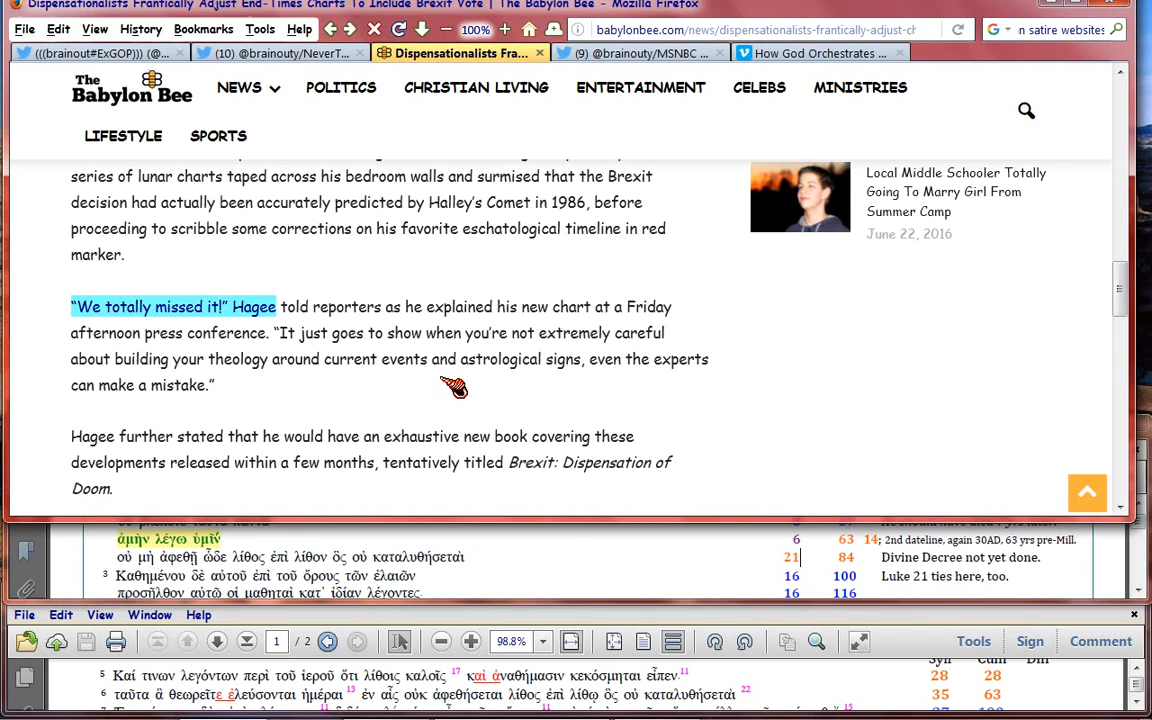 Dispensationalists Frantically Adjust End-Times Charts To Include Brexit Vote | The Babylon Bee - Mozilla Firefox
File Edit View History Bookmarks Tools Help
100%
babylonbee.com/news/dispensationalists-frantically-adjust-ch
n satire websites
(((brainout#ExGOP))) (@...
(10) @brainouty/NeverT...
Dispensationalists Fra...
(9) @brainouty/MSNBC ...
How God Orchestrates ...
The Babylon Bee
NEWS POLITICS CHRISTIAN LIVING ENTERTAINMENT CELEBS MINISTRIES
LIFESTYLE SPORTS
series of lunar charts taped across his bedroom walls and surmised that the Brexit
decision had actually been accurately predicted by Halley's Comet in 1986, before
proceeding to scribble some corrections on his favorite eschatological timeline in red
marker.
“We totally missed it!” Hagee told reporters as he explained his new chart at a Friday
afternoon press conference. “It just goes to show when you're not extremely careful
about building your theology around current events and astrological signs, even the experts
can make a mistake.”
Hagee further stated that he would have an exhaustive new book covering these
developments released within a few months, tentatively titled Brexit: Dispensation of
Doom.
Local Middle Schooler Totally
Going To Marry Girl From
Summer Camp
June 22, 2016
ἀμὴν λέγω ὑμῖν 6 63 14; 2nd dateline, again 30AD, 63 yrs pre-Mill.
οὐ μὴ ἀφεθῇ ὧδε λίθος ἐπὶ λίθον ὃς οὐ καταλυθήσεται 21 84 Divine Decree not yet done.
3 Καθημένου δὲ αὐτοῦ ἐπὶ τοῦ ὄρους τῶν ἐλαιῶν 16 100 Luke 21 ties here, too.
προσῆλθον αὐτῷ οἱ μαθηταὶ κατ᾽ ἰδίαν λέγοντες 16 116
File Edit View Window Help
1 / 2 98.8% Tools Sign Comment
5 Καί τινων λεγόντων περὶ τοῦ ἱεροῦ ὅτι λίθοις καλοῖς 17 καὶ ἀναθήμασιν κεκόσμηται εἶπεν 11 28 28
6 ταῦτα ἃ θεωρεῖτε ἐλεύσονται ἡμέραι 13 ἐν αἷς οὐκ ἀφεθήσεται λίθος ἐπὶ λίθῳ ὃς οὐ καταλυθήσεται 22 35 63